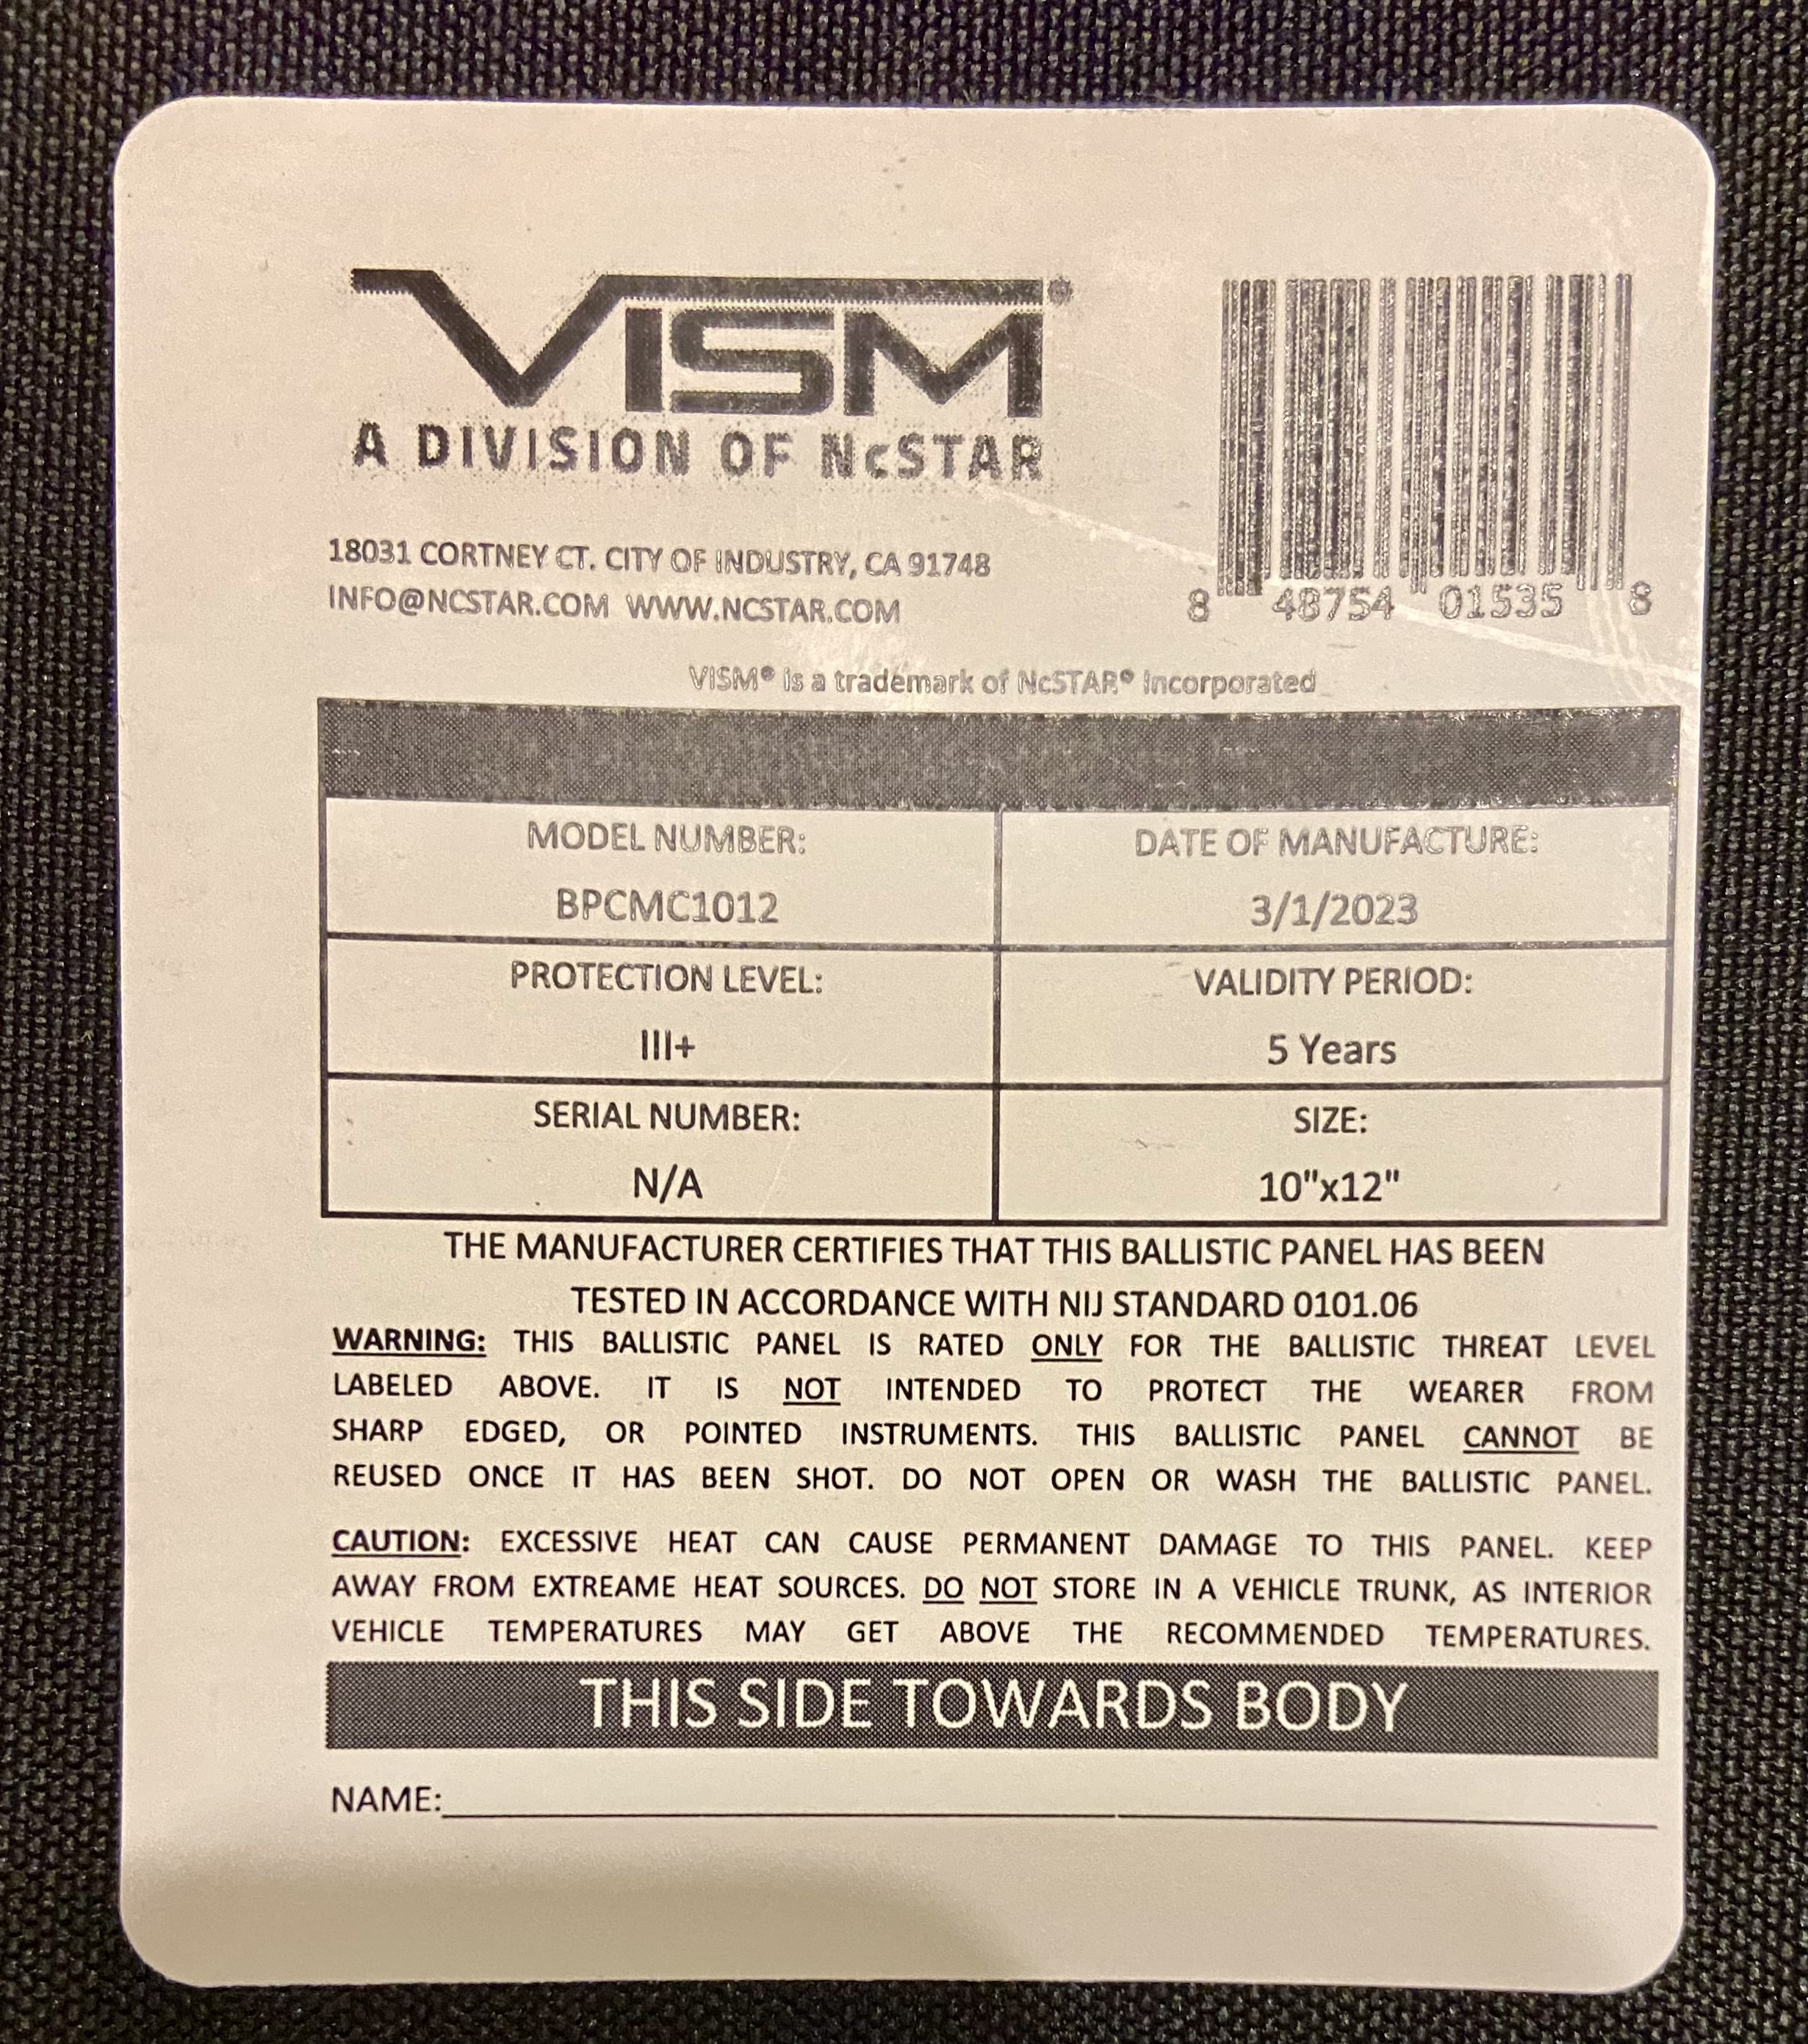 VISM®
A DIVISION OF NcSTAR
18031 CORTNEY CT. CITY OF INDUSTRY, CA 91748
INFO@NCSTAR.COM WWW.NCSTAR.COM
8 48754 01535 8
VISM® is a trademark of NcSTAR® Incorporated
MODEL NUMBER:
BPCMC1012
DATE OF MANUFACTURE:
3/1/2023
PROTECTION LEVEL:
III+
VALIDITY PERIOD:
5 Years
SERIAL NUMBER:
N/A
SIZE:
10"x12"
THE MANUFACTURER CERTIFIES THAT THIS BALLISTIC PANEL HAS BEEN
TESTED IN ACCORDANCE WITH NIJ STANDARD 0101.06
WARNING: THIS BALLISTIC PANEL IS RATED ONLY FOR THE BALLISTIC THREAT LEVEL
LABELED ABOVE. IT IS NOT INTENDED TO PROTECT THE WEARER FROM
SHARP EDGED, OR POINTED INSTRUMENTS. THIS BALLISTIC PANEL CANNOT BE
REUSED ONCE IT HAS BEEN SHOT. DO NOT OPEN OR WASH THE BALLISTIC PANEL.
CAUTION: EXCESSIVE HEAT CAN CAUSE PERMANENT DAMAGE TO THIS PANEL. KEEP
AWAY FROM EXTREAME HEAT SOURCES. DO NOT STORE IN A VEHICLE TRUNK, AS INTERIOR
VEHICLE TEMPERATURES MAY GET ABOVE THE RECOMMENDED TEMPERATURES.
THIS SIDE TOWARDS BODY
NAME: